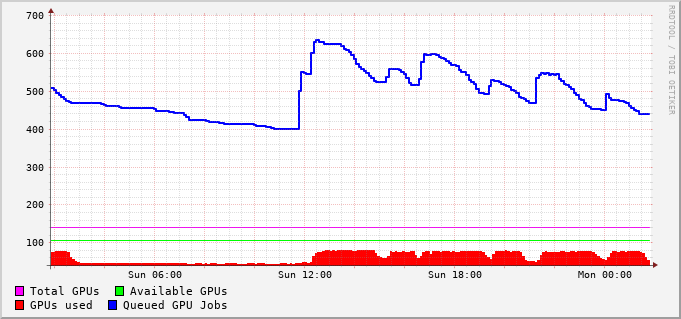 700
600
500
400
300
200
100
Sun 06:00 Sun 12:00 Sun 18:00 Mon 00:00
Total GPUs Available GPUs
GPUs used Queued GPU Jobs
RRDTOOL / TOBI OETIKER